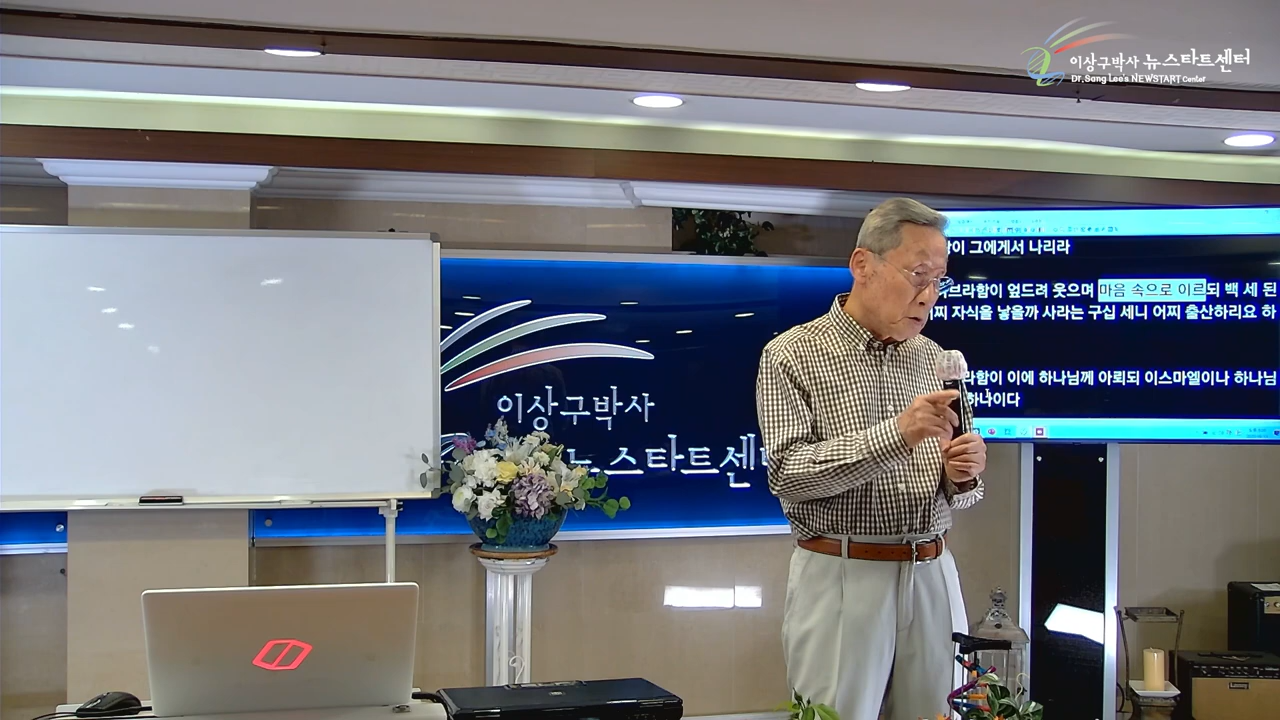 이상구박사 뉴스타트센터
Dr. Sang Lee's NEWSTART Center
이 그에게서 나리라
브라함이 엎드려 웃으며 마음 속으로 이르되 백 세 된
찌 자식을 낳을까 사라는 구십 세니 어찌 출산하리요 하
라함이 이에 하나님께 아뢰되 이스마엘이나 하나님
하나이다
이상구박사
뉴스타트센